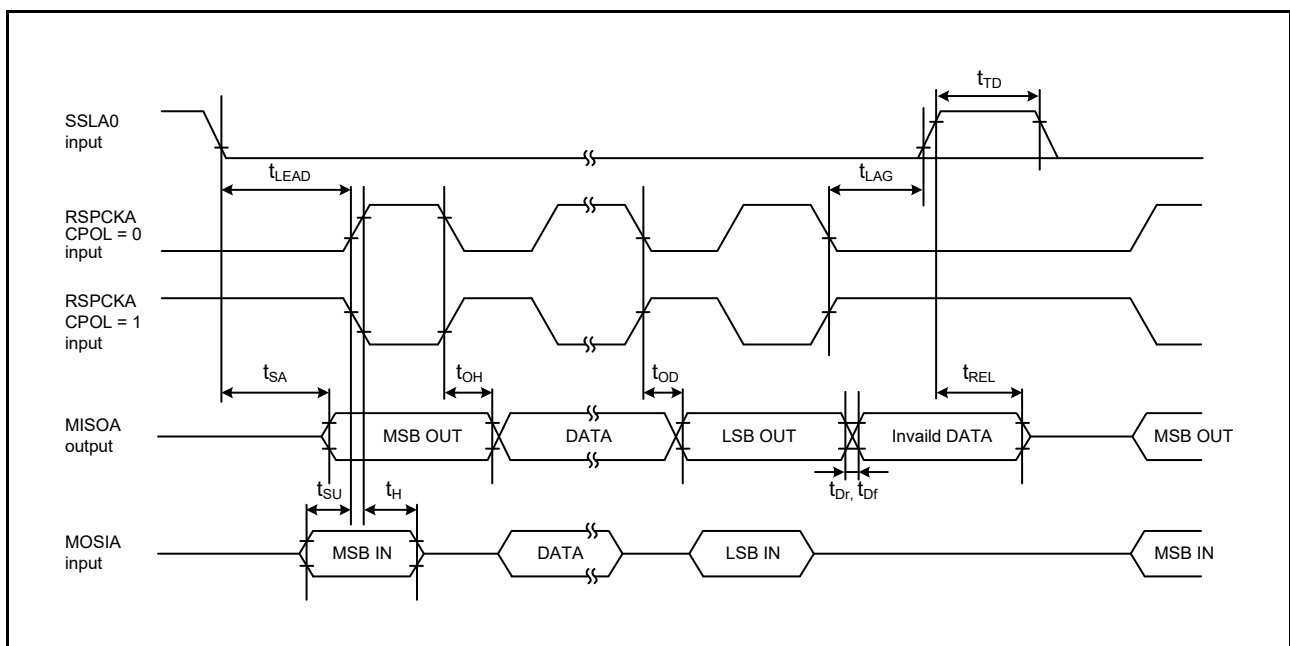 tTD
SSLA0
input
tLEAD
tLAG
RSPCKA
CPOL = 0
input
RSPCKA
CPOL = 1
input
tSA
tOH
tOD
tREL
MISOA
output
MSB OUT
DATA
LSB OUT
Invaild DATA
MSB OUT
tSU
tH
tDr, tDf
MOSIA
input
MSB IN
DATA
LSB IN
MSB IN